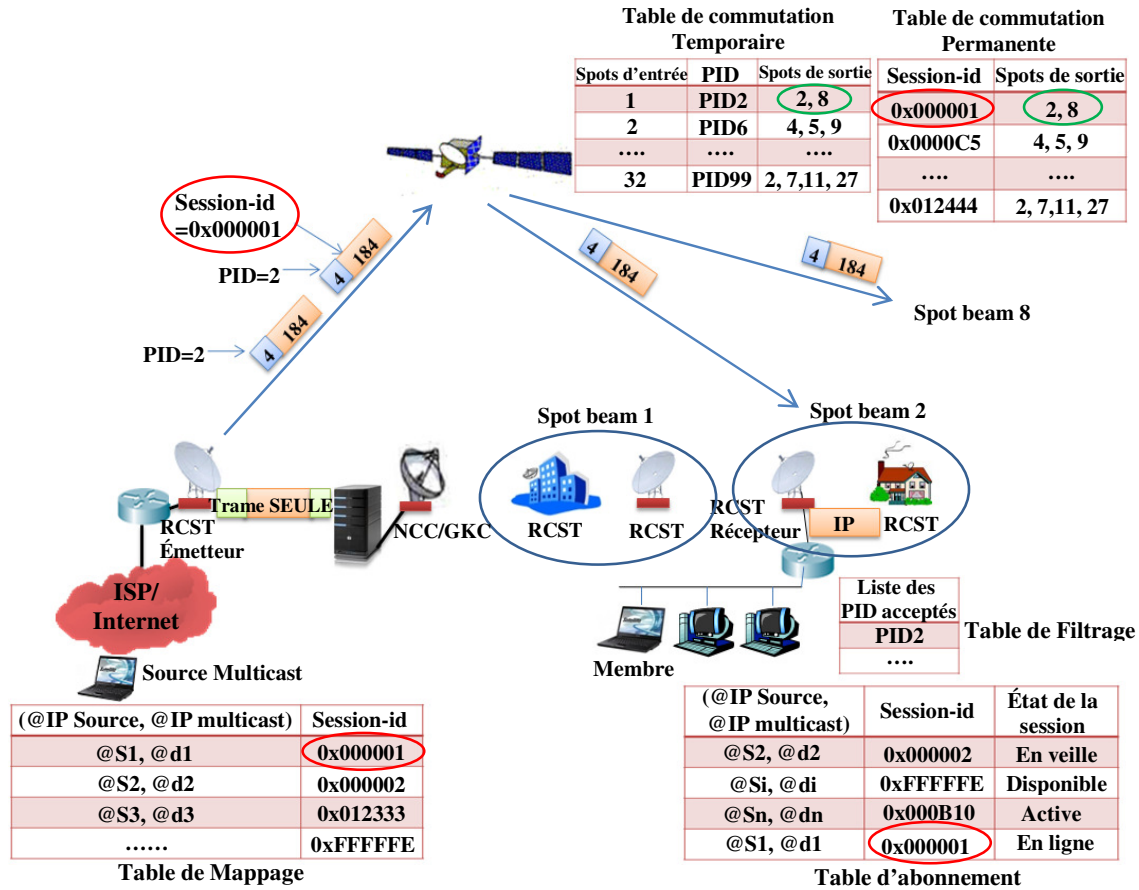 Table de commutation
Temporaire
Spots d'entrée PID Spots de sortie
1 PID2 2, 8
2 PID6 4, 5, 9
.... .... ....
32 PID99 2, 7,11, 27
Table de commutation
Permanente
Session-id Spots de sortie
0x000001 2, 8
0x0000C5 4, 5, 9
.... ....
0x012444 2, 7,11, 27
Session-id
=0x000001
PID=2
4 184
PID=2
4 184
4 184
4 184
Spot beam 8
Spot beam 1
Spot beam 2
Trame SEULE
RCST
Émetteur
NCC/GKC
RCST
RCST
RCST
Récepteur
IP
RCST
ISP/
Internet
Source Multicast
Membre
Liste des
PID acceptés
PID2
....
Table de Filtrage
(@IP Source, @IP multicast) Session-id
@S1, @d1 0x000001
@S2, @d2 0x000002
@S3, @d3 0x012333
...... 0xFFFFFE
Table de Mappage
(@IP Source,
@IP multicast) Session-id État de la
session
@S2, @d2 0x000002 En veille
@Si, @di 0xFFFFFE Disponible
@Sn, @dn 0x000B10 Active
@S1, @d1 0x000001 En ligne
Table d'abonnement